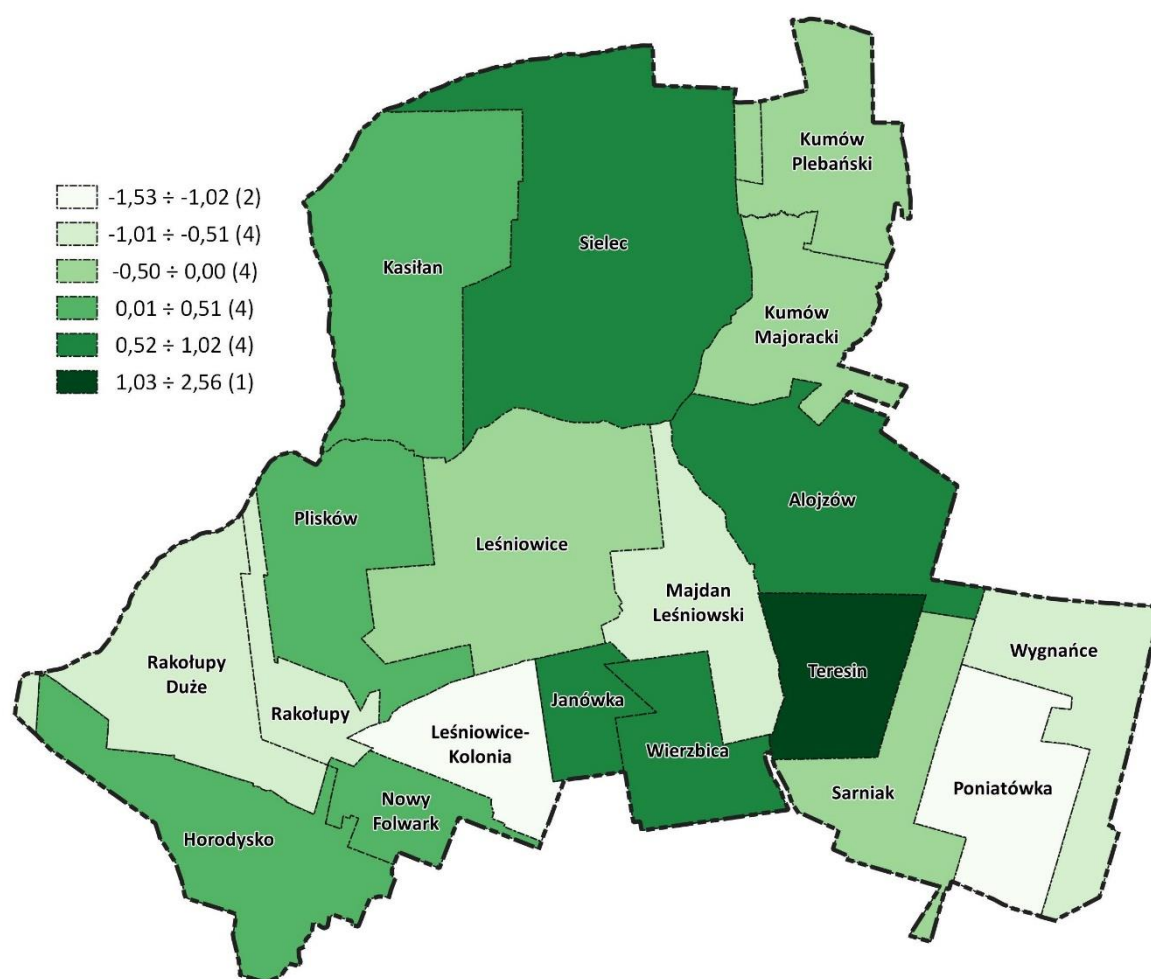 -1,53 ÷ -1,02 (2)
-1,01 ÷ -0,51 (4)
-0,50 ÷ 0,00 (4)
0,01 ÷ 0,51 (4)
0,52 ÷ 1,02 (4)
1,03 ÷ 2,56 (1)
Kumów
Plebański
Sielec
Kasiłan
Kumów
Majoracki
Alojzów
Plisków
Leśniowice
Majdan
Leśniowski
Wygnańce
Rakołupy
Duże
Teresin
Rakołupy
Janówka
Leśniowice-
Kolonia
Wierzbica
Sarniak
Poniatówka
Nowy
Folwark
Horodysko